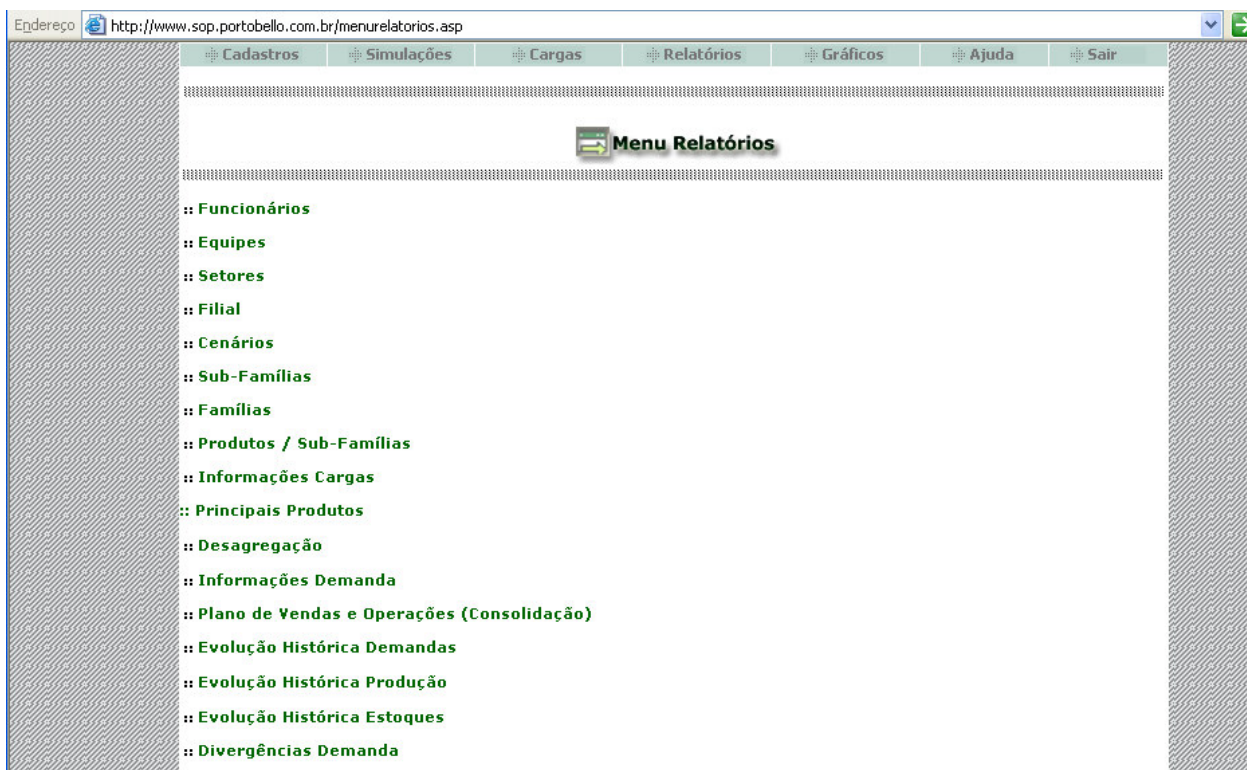 Endereço http://www.sop.portobello.com.br/menurelatorios.asp
Cadastros Simulações Cargas Relatórios Gráficos Ajuda Sair
Menu Relatórios
:: Funcionários
:: Equipes
:: Setores
:: Filial
:: Cenários
:: Sub-Famílias
:: Famílias
:: Produtos / Sub-Famílias
:: Informações Cargas
:: Principais Produtos
:: Desagregação
:: Informações Demanda
:: Plano de Vendas e Operações (Consolidação)
:: Evolução Histórica Demandas
:: Evolução Histórica Produção
:: Evolução Histórica Estoques
:: Divergências Demanda